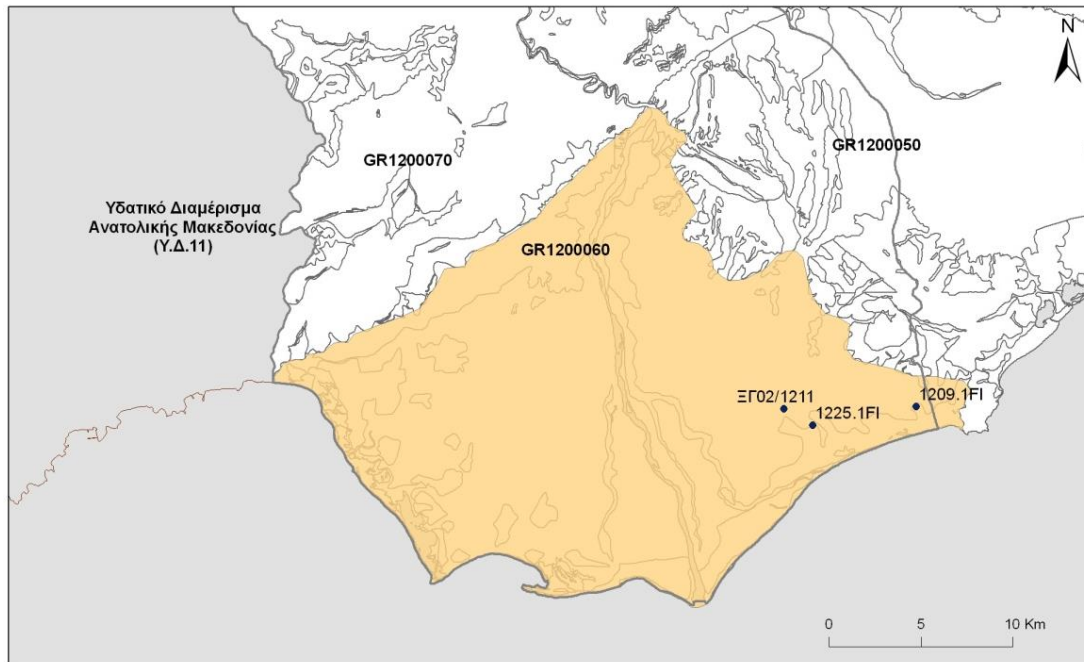 N
GR1200070
GR1200050
Υδατικό Διαμέρισμα
Ανατολικής Μακεδονίας
(Υ.Δ.11)
GR1200060
ΞΓ02/1211
1225.1FI
1209.1FI
0 5 10 Km